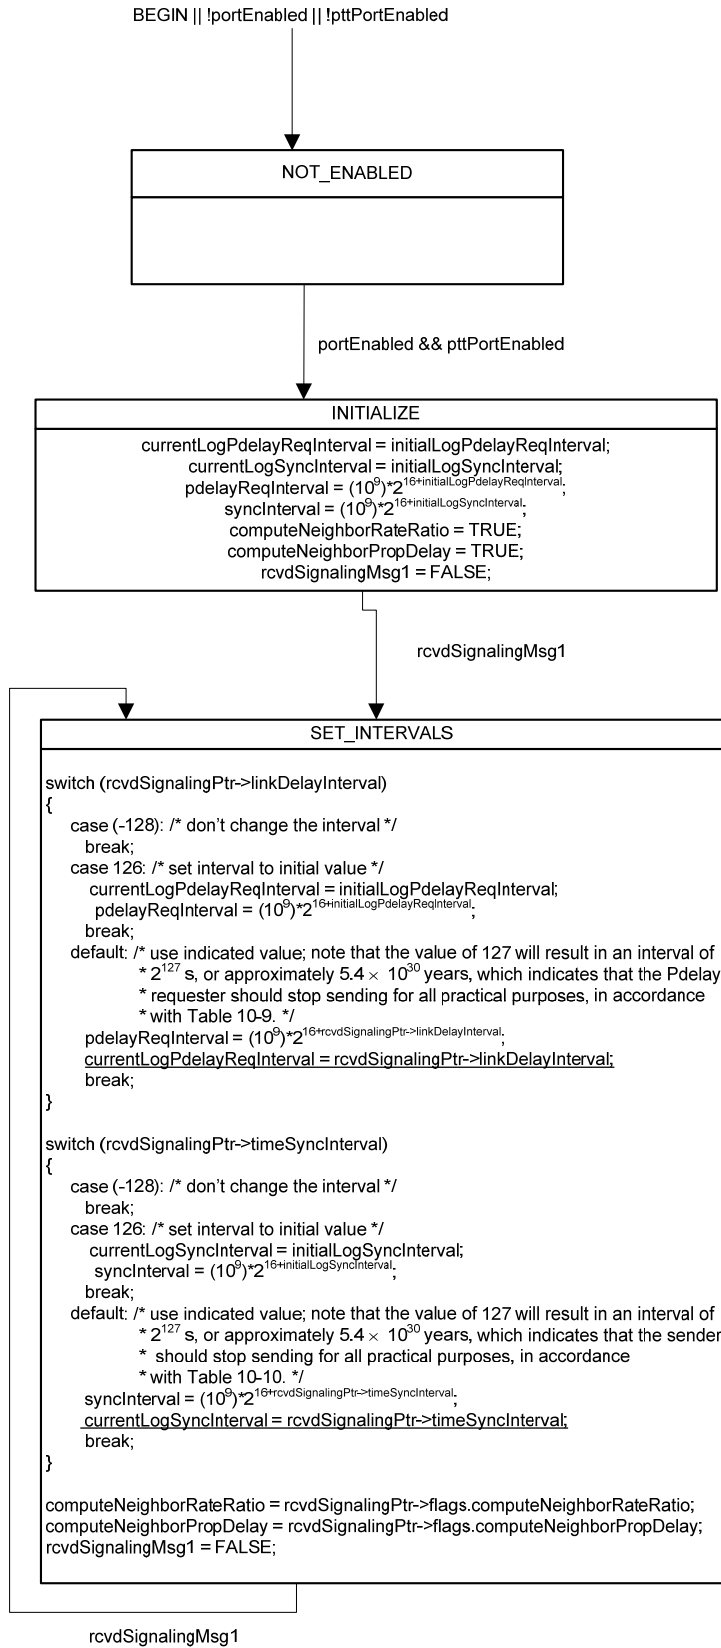 BEGIN || !portEnabled || !pttPortEnabled
NOT_ENABLED
portEnabled && pttPortEnabled
INITIALIZE
currentLogPdelayReqInterval = initialLogPdelayReqInterval;
currentLogSyncInterval = initialLogSyncInterval;
pdelayReqInterval = (10^9)*2^16+initialLogPdelayReqInterval;
syncInterval = (10^9)*2^16+initialLogSyncInterval;
computeNeighborRateRatio = TRUE;
computeNeighborPropDelay = TRUE;
rcvdSignalingMsg1 = FALSE;
rcvdSignalingMsg1
SET_INTERVALS
switch (rcvdSignalingPtr->linkDelayInterval)
{
case (-128): /* don't change the interval */
break;
case 126: /* set interval to initial value */
currentLogPdelayReqInterval = initialLogPdelayReqInterval;
pdelayReqInterval = (10^9)*2^16+initialLogPdelayReqInterval;
break;
default: /* use indicated value; note that the value of 127 will result in an interval of
* 2^127 s, or approximately 5.4 × 10^30 years, which indicates that the Pdelay
* requester should stop sending for all practical purposes, in accordance
* with Table 10-9. */
pdelayReqInterval = (10^9)*2^16+rcvdSignalingPtr->linkDelayInterval;
currentLogPdelayReqInterval = rcvdSignalingPtr->linkDelayInterval;
break;
}
switch (rcvdSignalingPtr->timeSyncInterval)
{
case (-128): /* don't change the interval */
break;
case 126: /* set interval to initial value */
currentLogSyncInterval = initialLogSyncInterval;
syncInterval = (10^9)*2^16+initialLogSyncInterval;
break;
default: /* use indicated value; note that the value of 127 will result in an interval of
* 2^127 s, or approximately 5.4 × 10^30 years, which indicates that the sender
* should stop sending for all practical purposes, in accordance
* with Table 10-10. */
syncInterval = (10^9)*2^16+rcvdSignalingPtr->timeSyncInterval;
currentLogSyncInterval = rcvdSignalingPtr->timeSyncInterval;
break;
}
computeNeighborRateRatio = rcvdSignalingPtr->flags.computeNeighborRateRatio;
computeNeighborPropDelay = rcvdSignalingPtr->flags.computeNeighborPropDelay;
rcvdSignalingMsg1 = FALSE;
rcvdSignalingMsg1